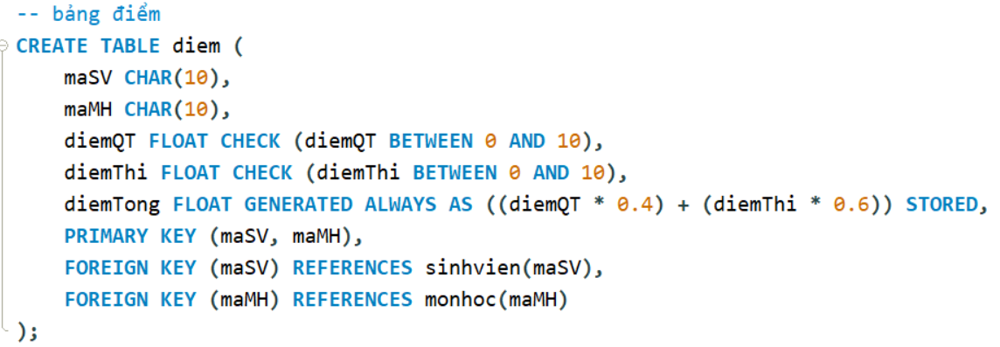 -- bảng điểm
CREATE TABLE diem (
    maSV CHAR(10),
    maMH CHAR(10),
    diemQT FLOAT CHECK (diemQT BETWEEN 0 AND 10),
    diemThi FLOAT CHECK (diemThi BETWEEN 0 AND 10),
    diemTong FLOAT GENERATED ALWAYS AS ((diemQT * 0.4) + (diemThi * 0.6)) STORED,
    PRIMARY KEY (maSV, maMH),
    FOREIGN KEY (maSV) REFERENCES sinhvien(maSV),
    FOREIGN KEY (maMH) REFERENCES monhoc(maMH)
);